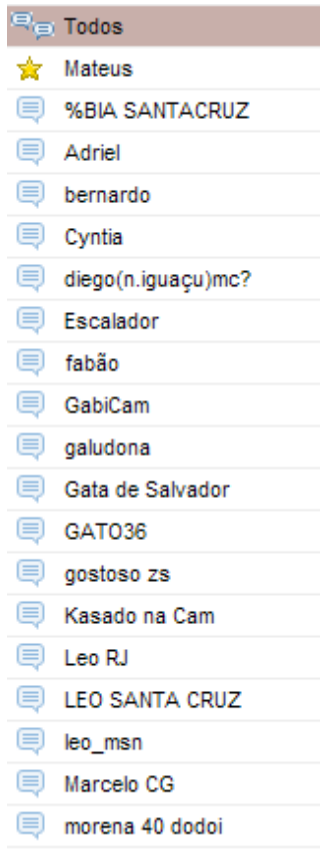 Todos
Mateus
%BIA SANTACRUZ
Adriel
bernardo
Cyntia
diego(n.iguaçu)mc?
Escalador
fabão
GabiCam
galudona
Gata de Salvador
GATO36
gostoso zs
Kasado na Cam
Leo RJ
LEO SANTA CRUZ
leo_msn
Marcelo CG
morena 40 dodoi